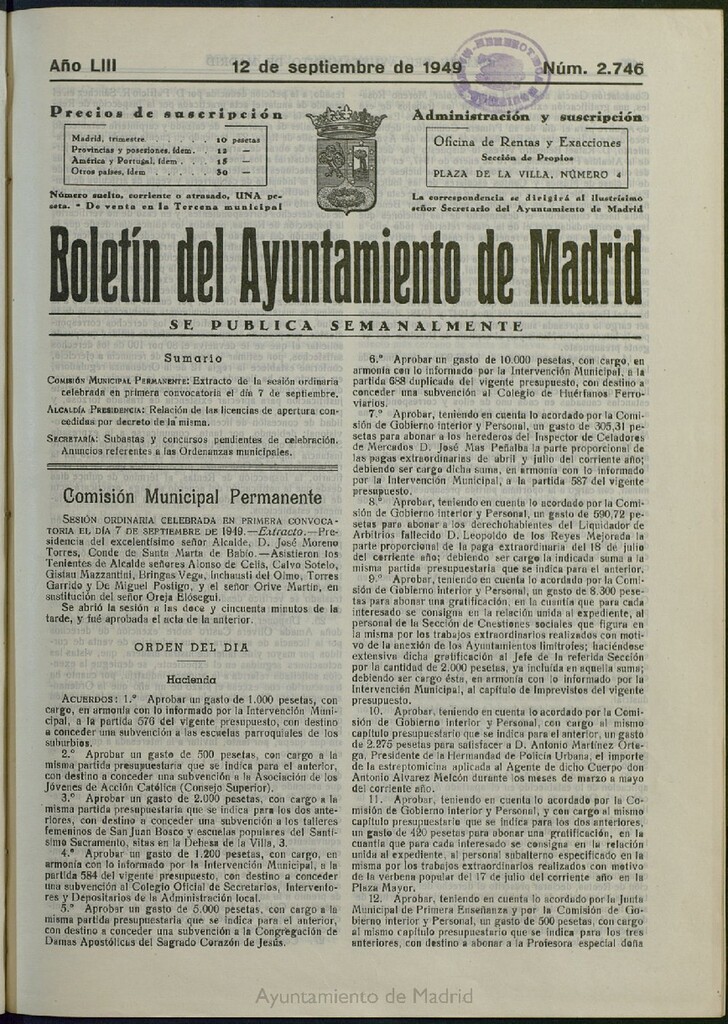 Año LIII 12 de septiembre de 1949 Núm. 2.746
Precios de suscripción
Madrid, trimestre . . . . . 10 pesetas
Provincias y posesiones, ídem . 12 —
América y Portugal, ídem . . . 15 —
Otros países, ídem . . . . . 30 —
Número suelto, corriente o atrasado, UNA pe-
seta. - De venta en la Tercena municipal
Administración y suscripción
Oficina de Rentas y Exacciones
Sección de Propios
PLAZA DE LA VILLA, NÚMERO 4
La correspondencia se dirigirá al ilustrísimo
señor Secretario del Ayuntamiento de Madrid
Boletín del Ayuntamiento de Madrid
SE PUBLICA SEMANALMENTE
Sumario
COMISIÓN MUNICIPAL PERMANENTE: Extracto de la sesión ordinaria
celebrada en primera convocatoria el día 7 de septiembre.
ALCALDÍA PRESIDENCIA: Relación de las licencias de apertura con-
cedidas por decreto de la misma.
SECRETARÍA: Subastas y concursos pendientes de celebración.
Anuncios referentes a las Ordenanzas municipales.
Comisión Municipal Permanente
SESIÓN ORDINARIA CELEBRADA EN PRIMERA CONVOCA-
TORIA EL DÍA 7 DE SEPTIEMBRE DE 1949.—Extracto.—Pre-
sidencia del excelentísimo señor Alcalde, D. José Moreno
Torres, Conde de Santa Marta de Babío.—Asistieron los
Tenientes de Alcalde señores Alonso de Celis, Calvo Sotelo,
Gistau Mazzantini, Bringas Vega, Inchausti del Olmo, Torres
Garrido y De Miguel Postigo, y el señor Orive Martín, en
sustitución del señor Oreja Elósegui.
Se abrió la sesión a las doce y cincuenta minutos de la
tarde, y fué aprobada el acta de la anterior.
ORDEN DEL DIA
Hacienda
ACUERDOS: 1.º Aprobar un gasto de 1.000 pesetas, con
cargo, en armonía con lo informado por la Intervención Muni-
cipal, a la partida 576 del vigente presupuesto, con destino
a conceder una subvención a las escuelas parroquiales de los
suburbios.
2.º Aprobar un gasto de 500 pesetas, con cargo a la
misma partida presupuestaria que se indica para el anterior,
con destino a conceder una subvención a la Asociación de los
Jóvenes de Acción Católica (Consejo Superior).
3.º Aprobar un gasto de 2.000 pesetas, con cargo a la
misma partida presupuestaria que se indica para los dos ante-
riores, con destino a conceder una subvención a los talleres
femeninos de San Juan Bosco y escuelas populares del Santí-
simo Sacramento, sitas en la Dehesa de la Villa, 3.
4.º Aprobar un gasto de 1.200 pesetas, con cargo, en
armonía con lo informado por la Intervención Municipal, a la
partida 584 del vigente presupuesto, con destino a conceder
una subvención al Colegio Oficial de Secretarios, Intervento-
res y Depositarios de la Administración local.
5.º Aprobar un gasto de 5.000 pesetas, con cargo a la
misma partida presupuestaria que se indica para el anterior,
con destino a conceder una subvención a la Congregación de
Damas Apostólicas del Sagrado Corazón de Jesús.
6.º Aprobar un gasto de 10.000 pesetas, con cargo, en
armonía con lo informado por la Intervención Municipal, a la
partida 688 duplicada del vigente presupuesto, con destino a
conceder una subvención al Colegio de Huérfanos Ferro-
viarios.
7.º Aprobar, teniendo en cuenta lo acordado por la Comi-
sión de Gobierno interior y Personal, un gasto de 305,31 pe-
setas para abonar a los herederos del Inspector de Celadores
de Mercados D. José Mas Peñalba la parte proporcional de
las pagas extraordinarias de abril y julio del corriente año;
debiendo ser cargo dicha suma, en armonía con lo informado
por la Intervención Municipal, a la partida 587 del vigente
presupuesto.
8.º Aprobar, teniendo en cuenta lo acordado por la Comi-
sión de Gobierno interior y Personal, un gasto de 690,72 pe-
setas para abonar a los derechohabientes del Liquidador de
Arbitrios fallecido D. Leopoldo de los Reyes Mejorada la
parte proporcional de la paga extraordinaria del 18 de julio
del corriente año; debiendo ser cargo la indicada suma a la
misma partida presupuestaria que se indica para el anterior.
9.º Aprobar, teniendo en cuenta lo acordado por la Comi-
sión de Gobierno interior y Personal, un gasto de 8.300 pese-
tas para abonar una gratificación, en la cuantía que para cada
interesado se consigna en la relación unida al expediente, al
personal de la Sección de Cuestiones sociales que figura en
la misma por los trabajos extraordinarios realizados con moti-
vo de la anexión de los Ayuntamientos limítrofes; haciéndose
extensiva dicha gratificación al Jefe de la referida Sección
por la cantidad de 2.000 pesetas, ya incluída en aquella suma;
debiendo ser cargo ésta, en armonía con lo informado por la
Intervención Municipal, al capítulo de Imprevistos del vigente
presupuesto.
10. Aprobar, teniendo en cuenta lo acordado por la Comi-
sión de Gobierno interior y Personal, con cargo al mismo
capítulo presupuestario que se indica para el anterior, un gasto
de 2.275 pesetas para satisfacer a D. Antonio Martínez Orte-
ga, Presidente de la Hermandad de Policía Urbana, el importe
de la estreptomicina aplicada al Agente de dicho Cuerpo don
Antonio Alvarez Melcón durante los meses de marzo a mayo
del corriente año.
11. Aprobar, teniendo en cuenta lo acordado por la Co-
misión de Gobierno interior y Personal, y con cargo al mismo
capítulo presupuestario que se indica para los dos anteriores,
un gasto de 420 pesetas para abonar una gratificación, en la
cuantía que para cada interesado se consigna en la relación
unida al expediente, al personal subalterno especificado en la
misma por los trabajos extraordinarios realizados con motivo
de la verbena popular del 17 de julio del corriente año en la
Plaza Mayor.
12. Aprobar, teniendo en cuenta lo acordado por la Junta
Municipal de Primera Enseñanza y por la Comisión de Go-
bierno interior y Personal, un gasto de 500 pesetas, con cargo
al mismo capítulo presupuestario que se indica para los tres
anteriores, con destino a abonar a la Profesora especial doña
Ayuntamiento de Madrid